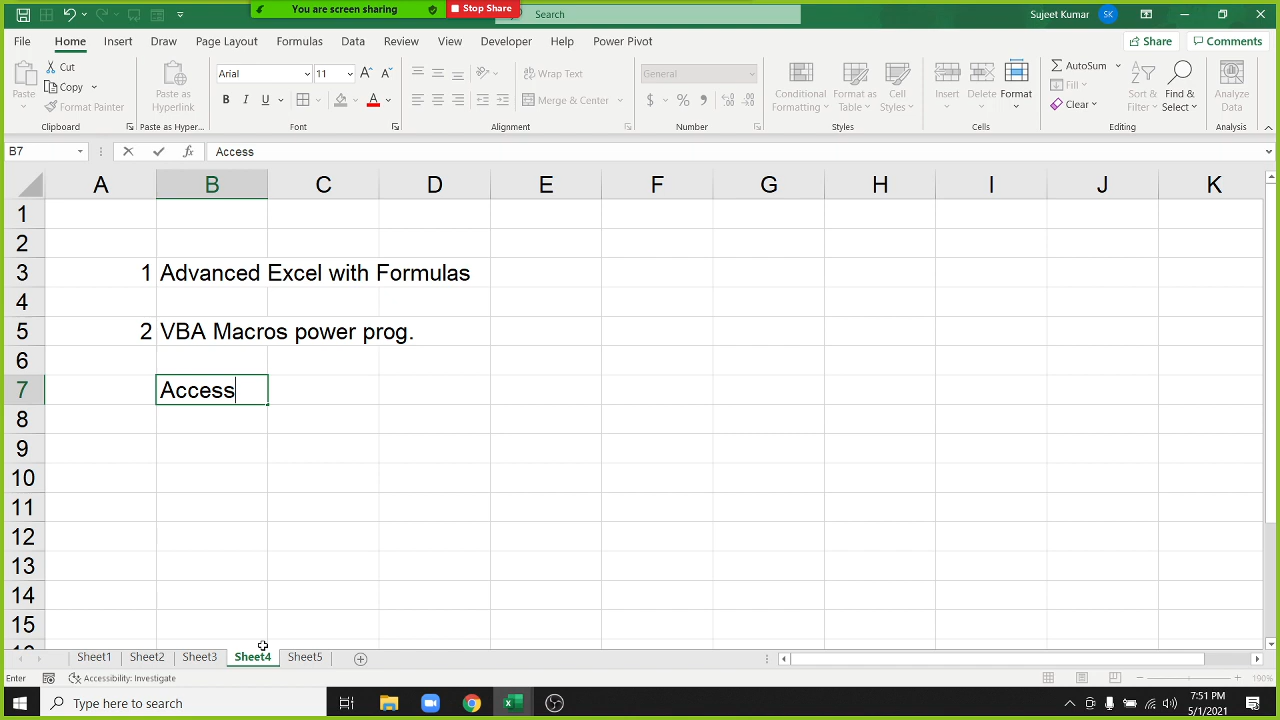 You are screen sharing
Stop Share
Search
Sujeet Kumar
SK
File Home Insert Draw Page Layout Formulas Data Review View Developer Help Power Pivot
Share
Comments
Paste
Cut
Copy
Format Painter
Clipboard
Paste as Hyper...
Paste as Hyper...
Arial
11
B I U
A
Font
Wrap Text
Merge & Center
Alignment
General
$ % ,
Number
Conditional Formatting
Format as Table
Cell Styles
Styles
Insert
Delete
Format
Cells
AutoSum
Fill
Clear
Sort & Filter
Find & Select
Editing
Analyze Data
Analysis
B7
fx
Access
A B C D E F G H I J K
1
2
3 1 Advanced Excel with Formulas
4
5 2 VBA Macros power prog.
6
7 Access
8
9
10
11
12
13
14
15
Sheet1 Sheet2 Sheet3 Sheet4 Sheet5
Enter
Accessibility: Investigate
190%
Type here to search
7:51 PM
5/1/2021